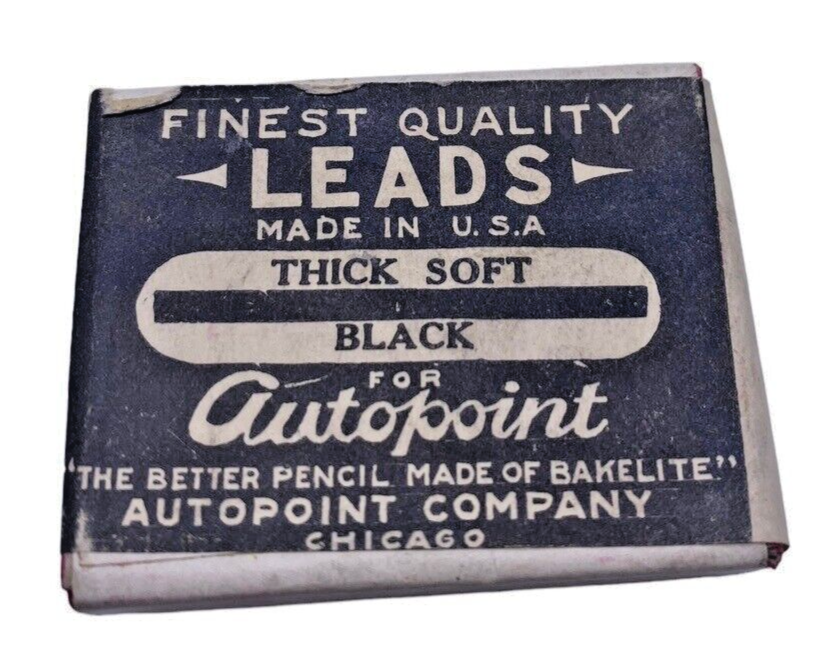 FINEST QUALITY
LEADS
MADE IN U.S.A
THICK SOFT
BLACK
FOR
Autopoint
"THE BETTER PENCIL MADE OF BAKELITE"
AUTOPOINT COMPANY
CHICAGO